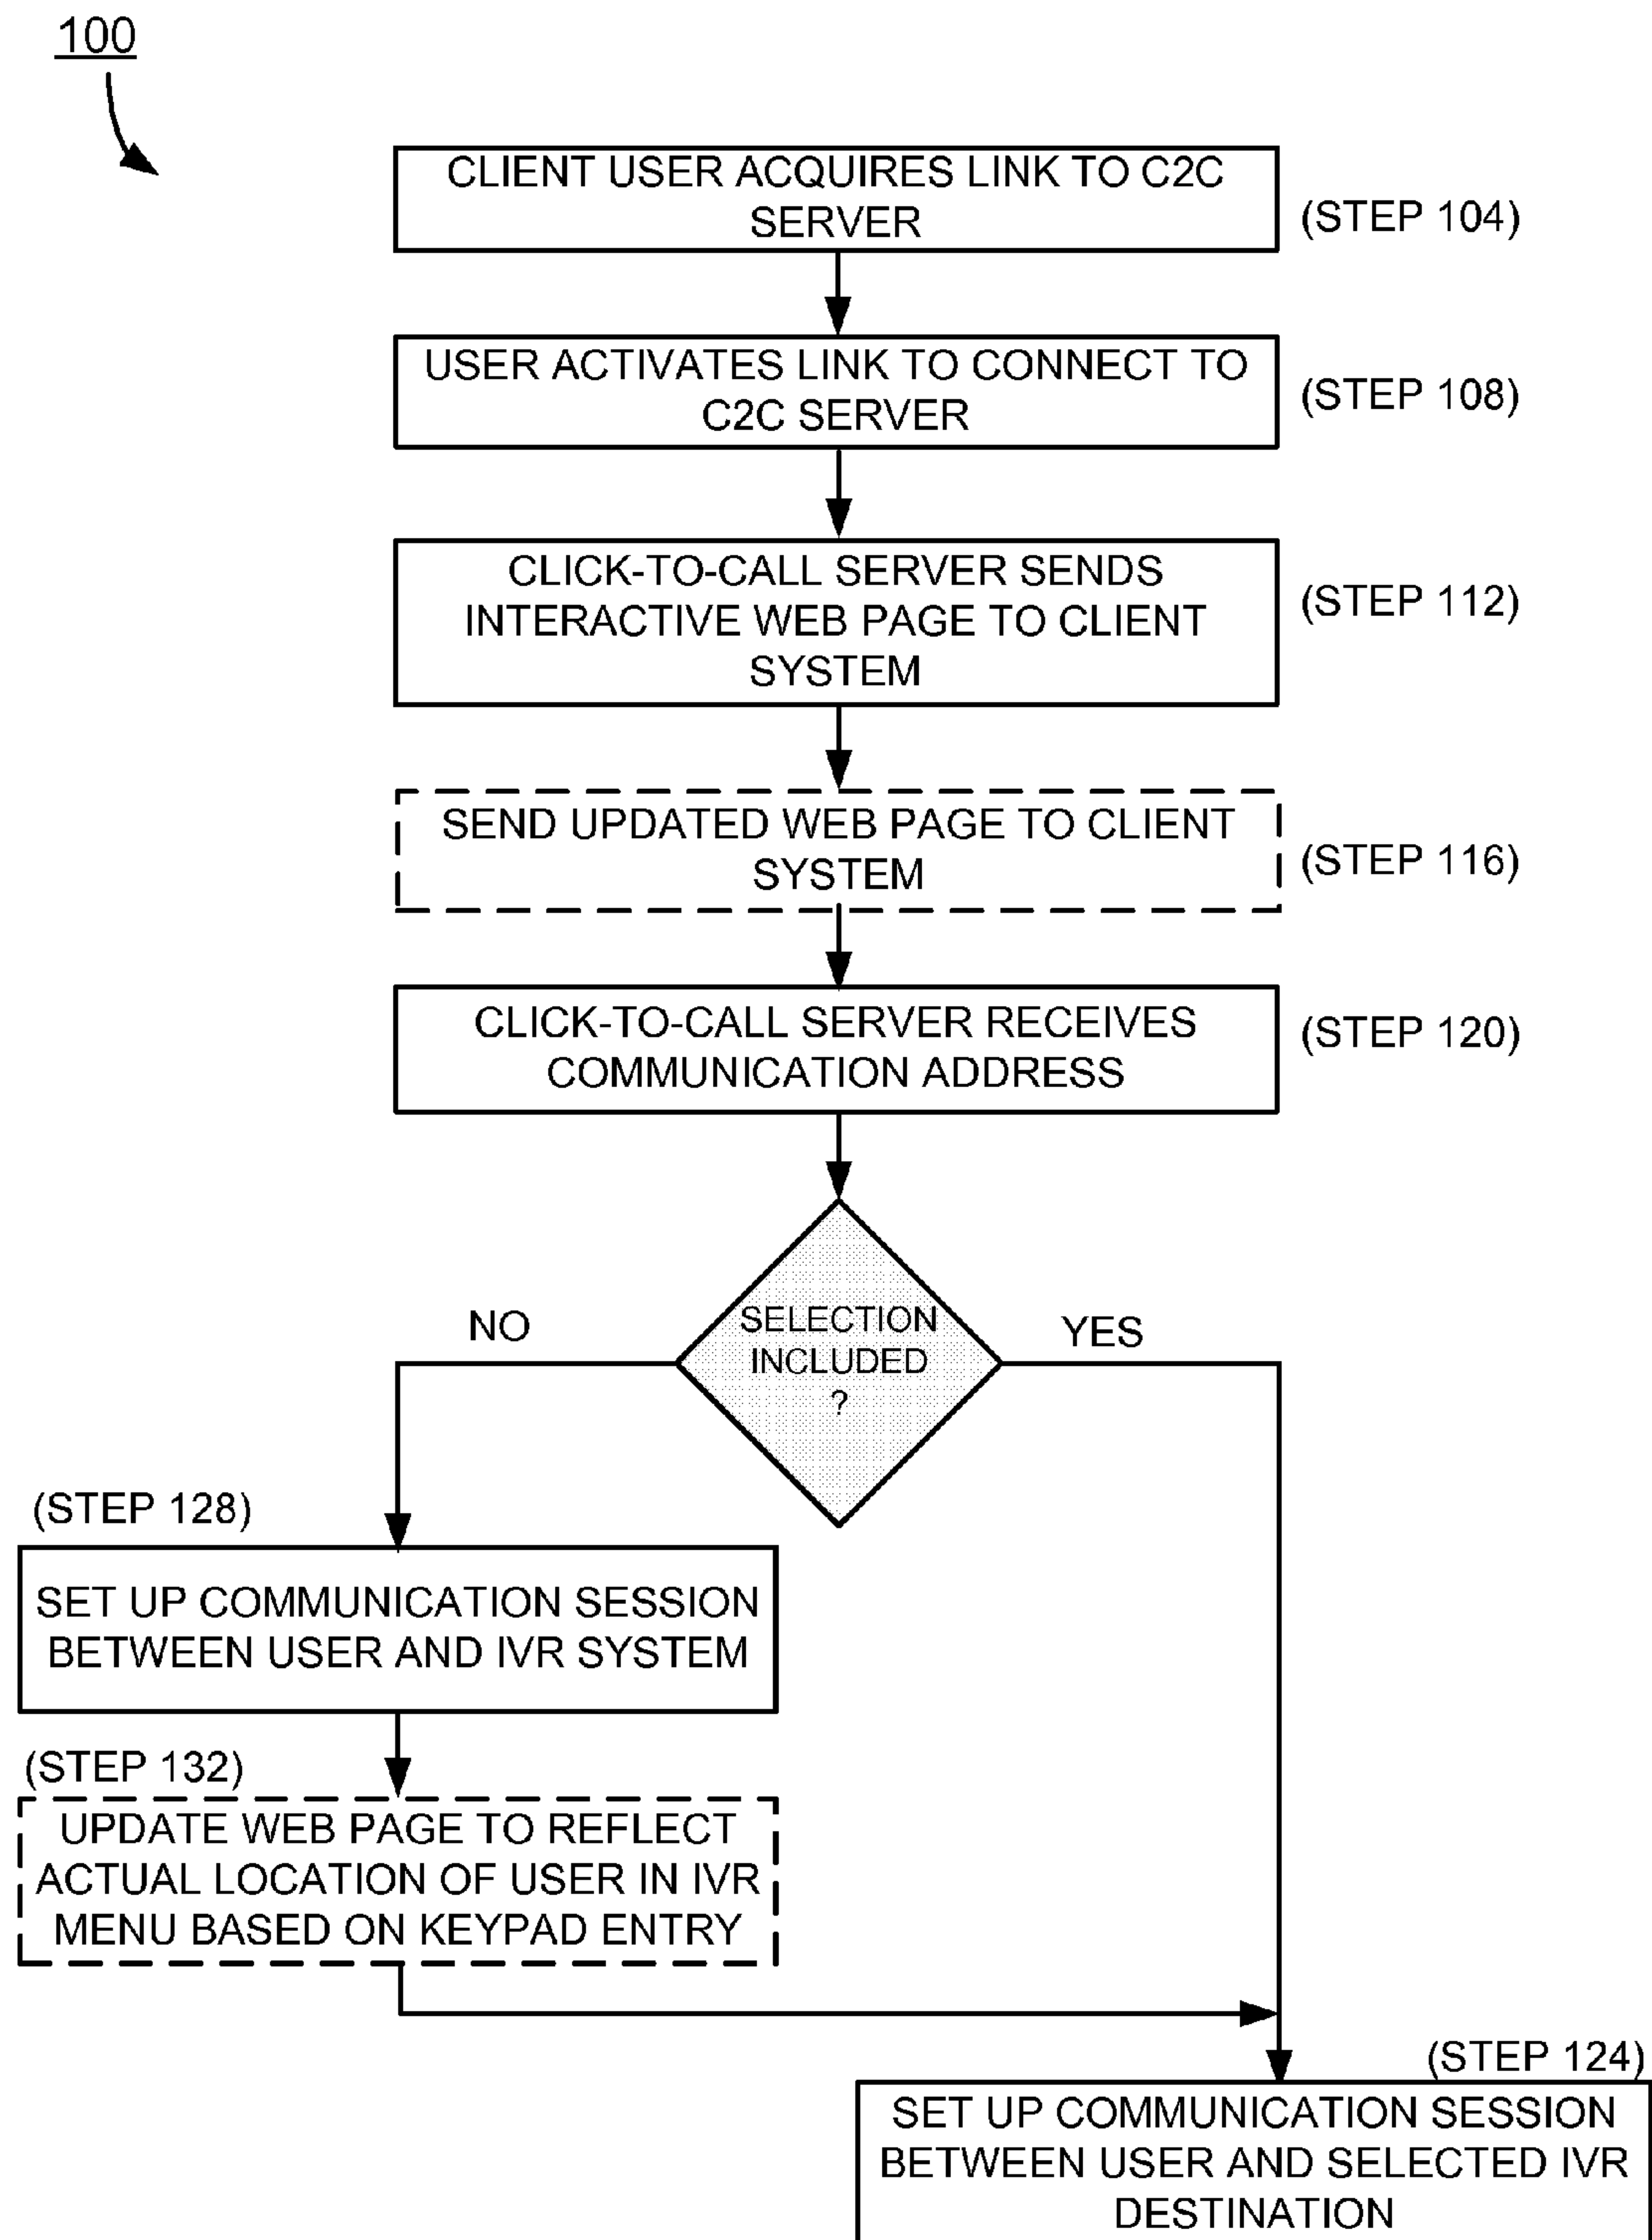 100
CLIENT USER ACQUIRES LINK TO C2C
SERVER
(STEP 104)
USER ACTIVATES LINK TO CONNECT TO
C2C SERVER
(STEP 108)
CLICK-TO-CALL SERVER SENDS
INTERACTIVE WEB PAGE TO CLIENT
SYSTEM
(STEP 112)
SEND UPDATED WEB PAGE TO CLIENT
SYSTEM
(STEP 116)
CLICK-TO-CALL SERVER RECEIVES
COMMUNICATION ADDRESS
(STEP 120)
SELECTION
INCLUDED
?
NO
YES
(STEP 128)
SET UP COMMUNICATION SESSION
BETWEEN USER AND IVR SYSTEM
(STEP 132)
UPDATE WEB PAGE TO REFLECT
ACTUAL LOCATION OF USER IN IVR
MENU BASED ON KEYPAD ENTRY
(STEP 124)
SET UP COMMUNICATION SESSION
BETWEEN USER AND SELECTED IVR
DESTINATION